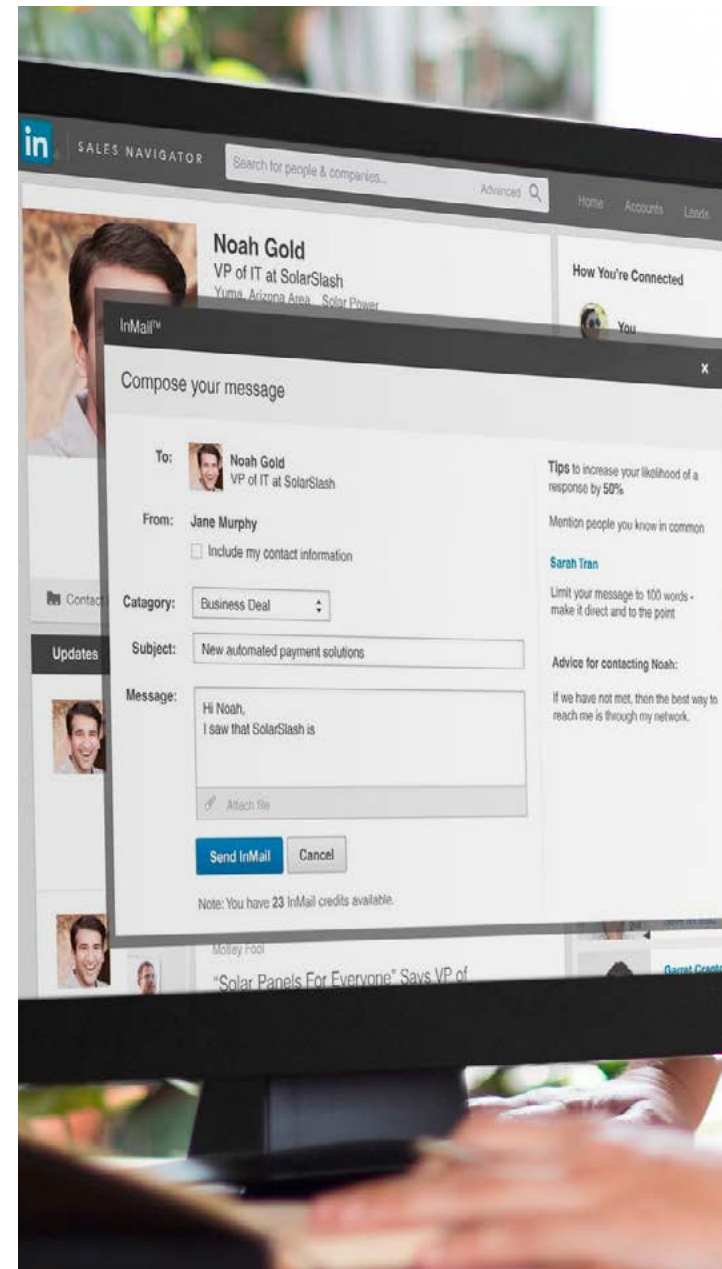 in SALES NAVIGATOR Search for people & companies... Advanced Home Accounts Leads
Noah Gold
VP of IT at SolarSlash
Yuma, Arizona Area Solar Power
How You're Connected
You
InMail™ x
Compose your message
To: Noah Gold
VP of IT at SolarSlash
From: Jane Murphy
Include my contact information
Catagory: Business Deal
Subject: New automated payment solutions
Message: Hi Noah,
I saw that SolarSlash is
Attach file
Send InMail Cancel
Note: You have 23 InMail credits available.
Tips to increase your likelihood of a
response by 50%
Mention people you know in common
Sarah Tran
Limit your message to 100 words -
make it direct and to the point
Advice for contacting Noah:
If we have not met, then the best way to
reach me is through my network.
Contact
Updates
Motley Fool
"Solar Panels For Everyone" Says VP of
Garret